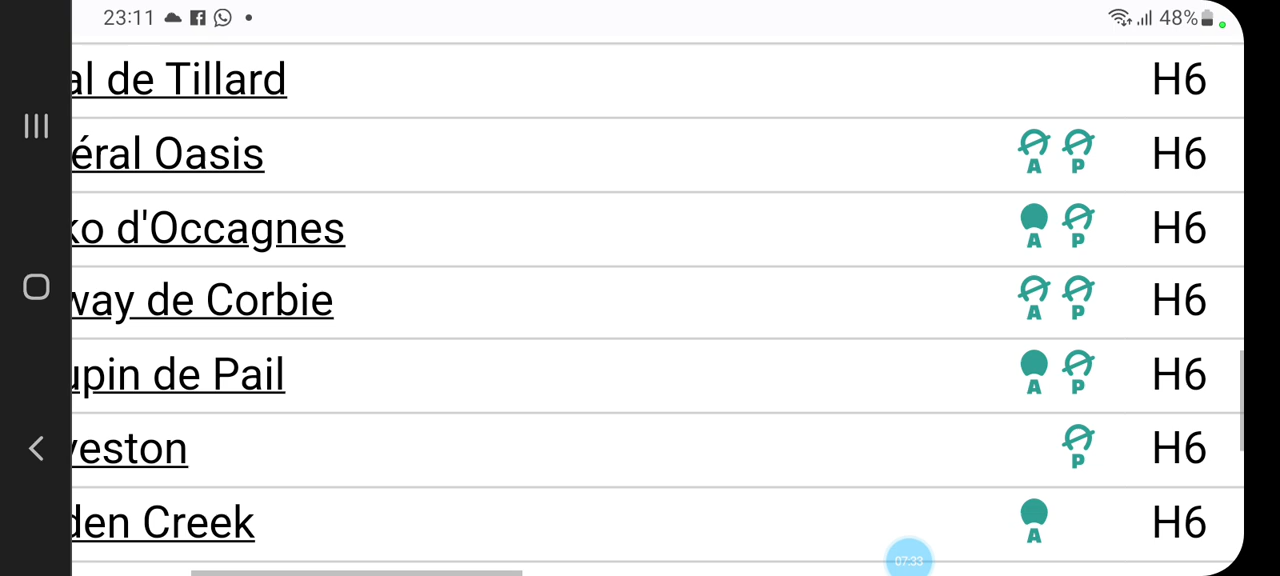 23:11 48%
al de Tillard H6
éral Oasis A P H6
ko d'Occagnes A P H6
way de Corbie A P H6
upin de Pail A P H6
veston P H6
den Creek A H6
07:33